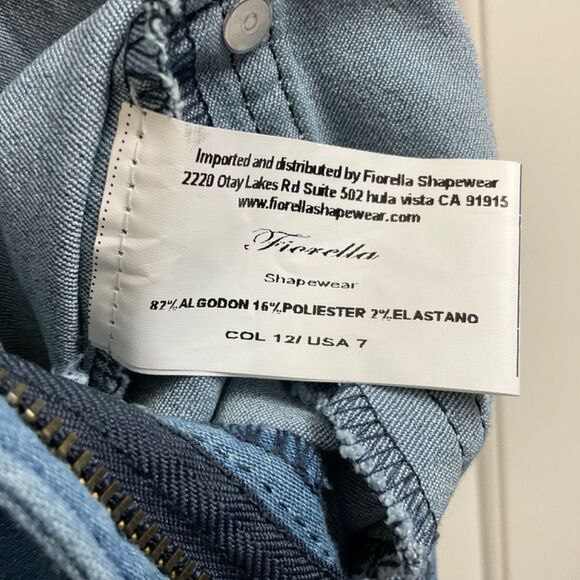 Imported and distributed by Fiorella Shapewear
2220 Otay Lakes Rd Suite 502 hula vista CA 91915
www.fiorellashapewear.com
Fiorella
Shapewear
82%ALGODON 16%POLIESTER 2%ELASTANO
COL 12/ USA 7